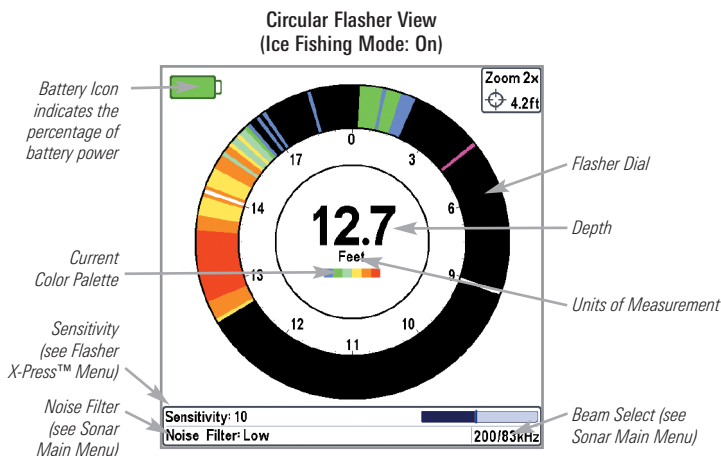 Circular Flasher View
(Ice Fishing Mode: On)
Battery Icon
indicates the
percentage of
battery power
Zoom 2x
4.2ft
0
3
6
9
10
11
12
13
14
17
12.7
Feet
Flasher Dial
Depth
Units of Measurement
Current
Color Palette
Sensitivity
(see Flasher
X-Press™ Menu)
Noise Filter
(see Sonar
Main Menu)
Sensitivity: 10
Noise Filter: Low
200/83kHz
Beam Select (see
Sonar Main Menu)